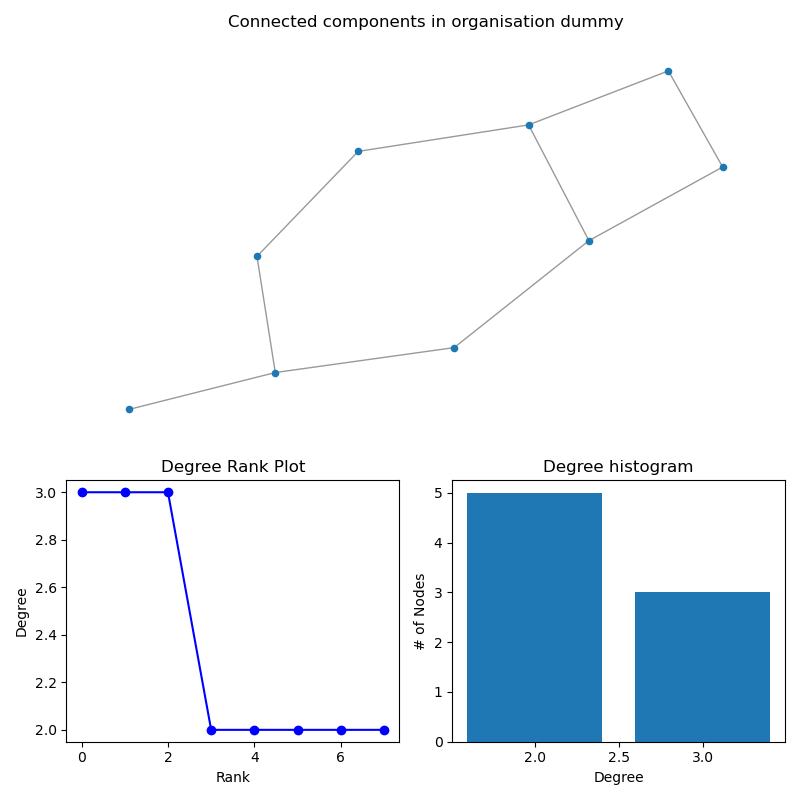 Connected components in organisation dummy
Degree Rank Plot
3.0
2.8
2.6
2.4
2.2
2.0
Degree
0 2 4 6
Rank
Degree histogram
5
4
3
2
1
0
# of Nodes
2.0 2.5 3.0
Degree